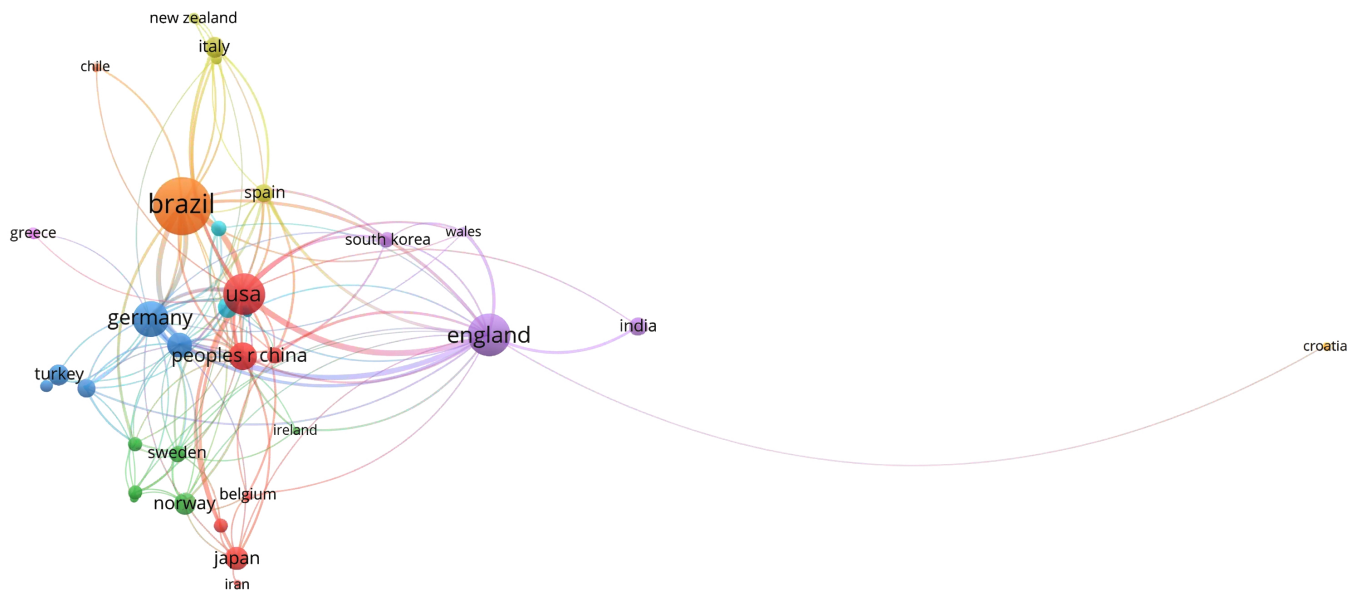 new zealand
italy
chile
spain
brazil
greece
wales
south korea
usa
germany
india
england
croatia
peoples r china
turkey
ireland
sweden
belgium
norway
japan
iran